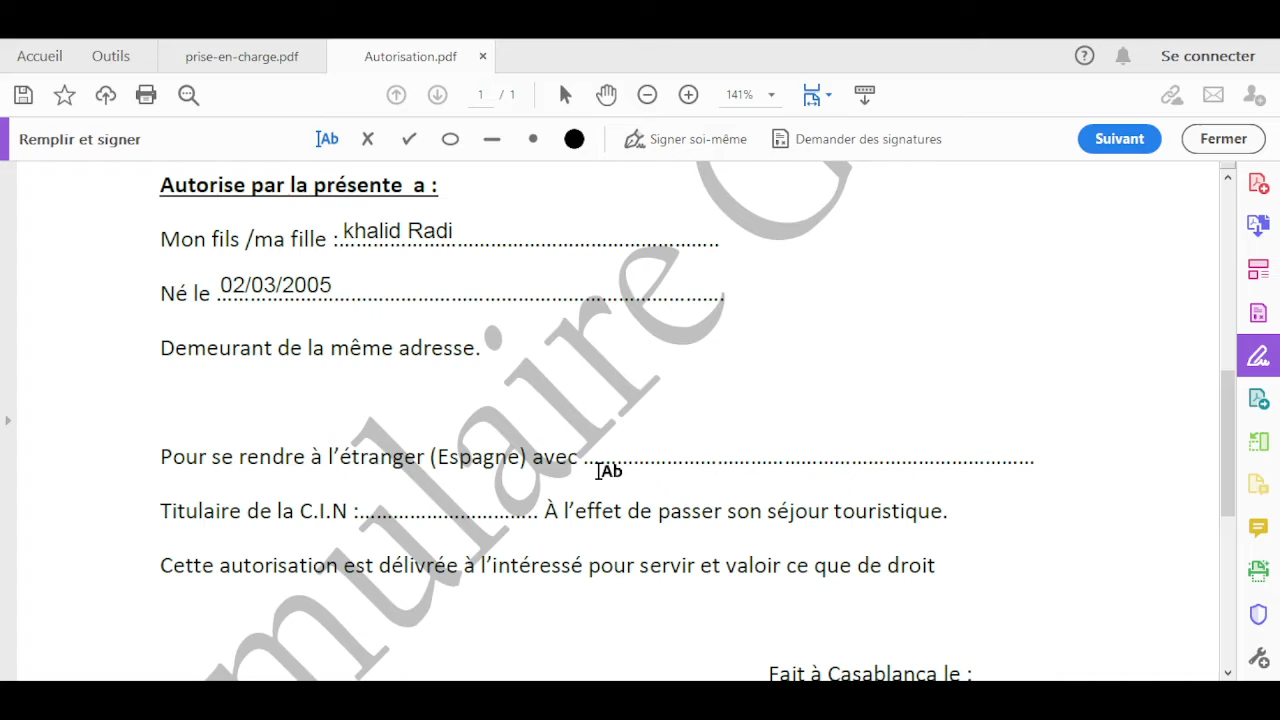 Accueil Outils prise-en-charge.pdf Autorisation.pdf × ? Se connecter
1 / 1 141%
Remplir et signer Ab Signer soi-même Demander des signatures Suivant Fermer
Autorise par la présente a :
Mon fils /ma fille : khalid Radi
Né le 02/03/2005
Demeurant de la même adresse.
Pour se rendre à l’étranger (Espagne) avec ................................................
Ab
Titulaire de la C.I.N :................................ À l’effet de passer son séjour touristique.
Cette autorisation est délivrée à l’intéressé pour servir et valoir ce que de droit
Fait à Casablanca le :
mulaire C